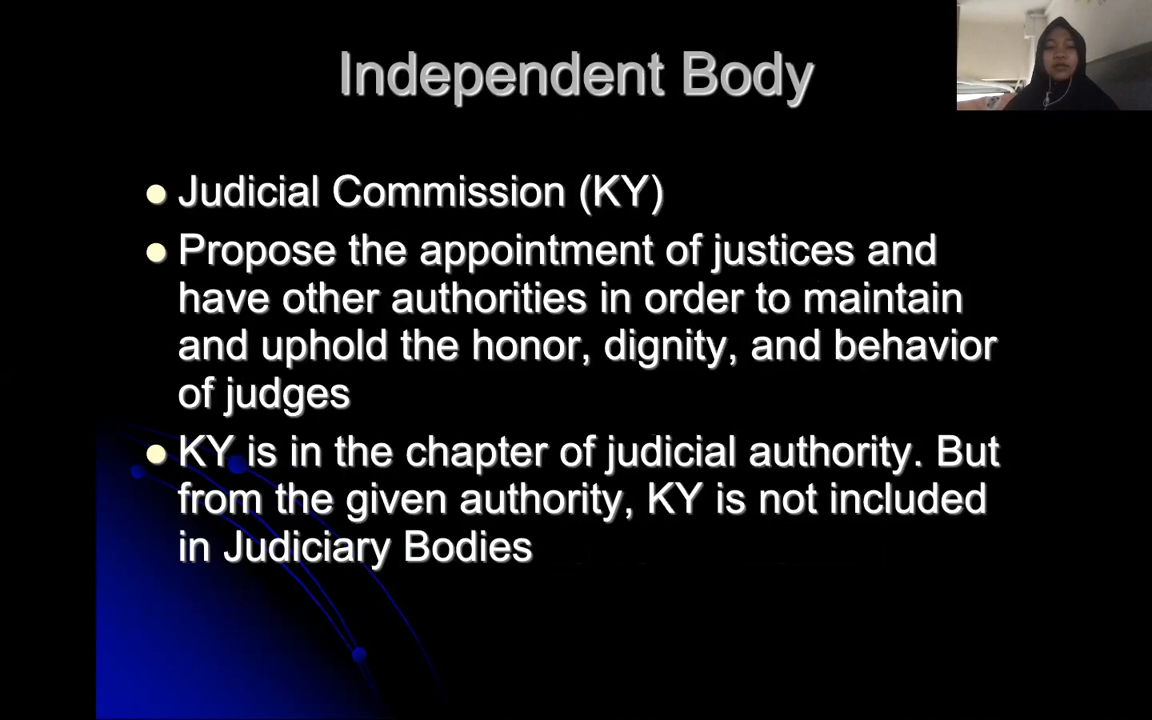 Independent Body
Judicial Commission (KY)
Propose the appointment of justices and
have other authorities in order to maintain
and uphold the honor, dignity, and behavior
of judges
KY is in the chapter of judicial authority. But
from the given authority, KY is not included
in Judiciary Bodies